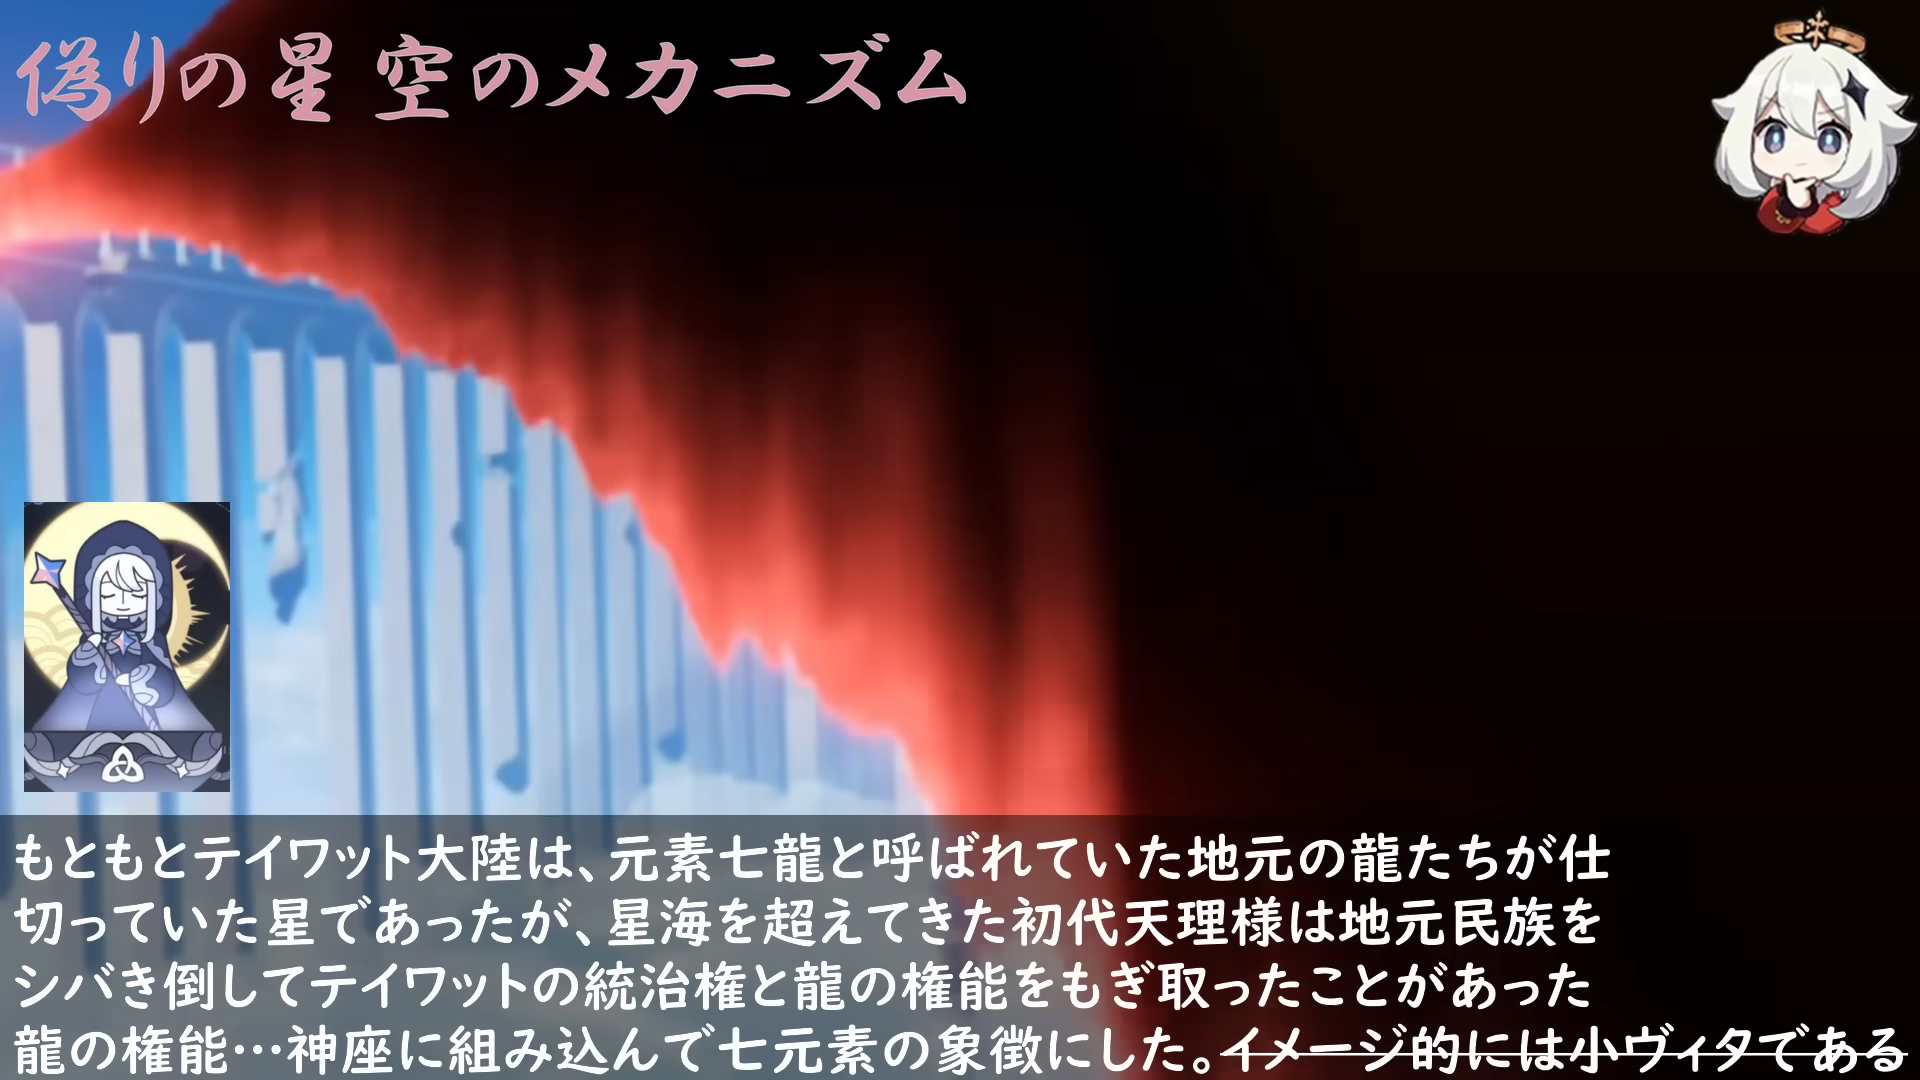 偽りの星空のメカニズム
もともとテイワット大陸は、元素七龍と呼ばれていた地元の龍たちが仕
切っていた星であったが、星海を超えてきた初代天理様は地元民族を
シバき倒してテイワットの統治権と龍の権能をもぎ取ったことがあった
龍の権能…神座に組み込んで七元素の象徴にした。イメージ的には小ヴィタである